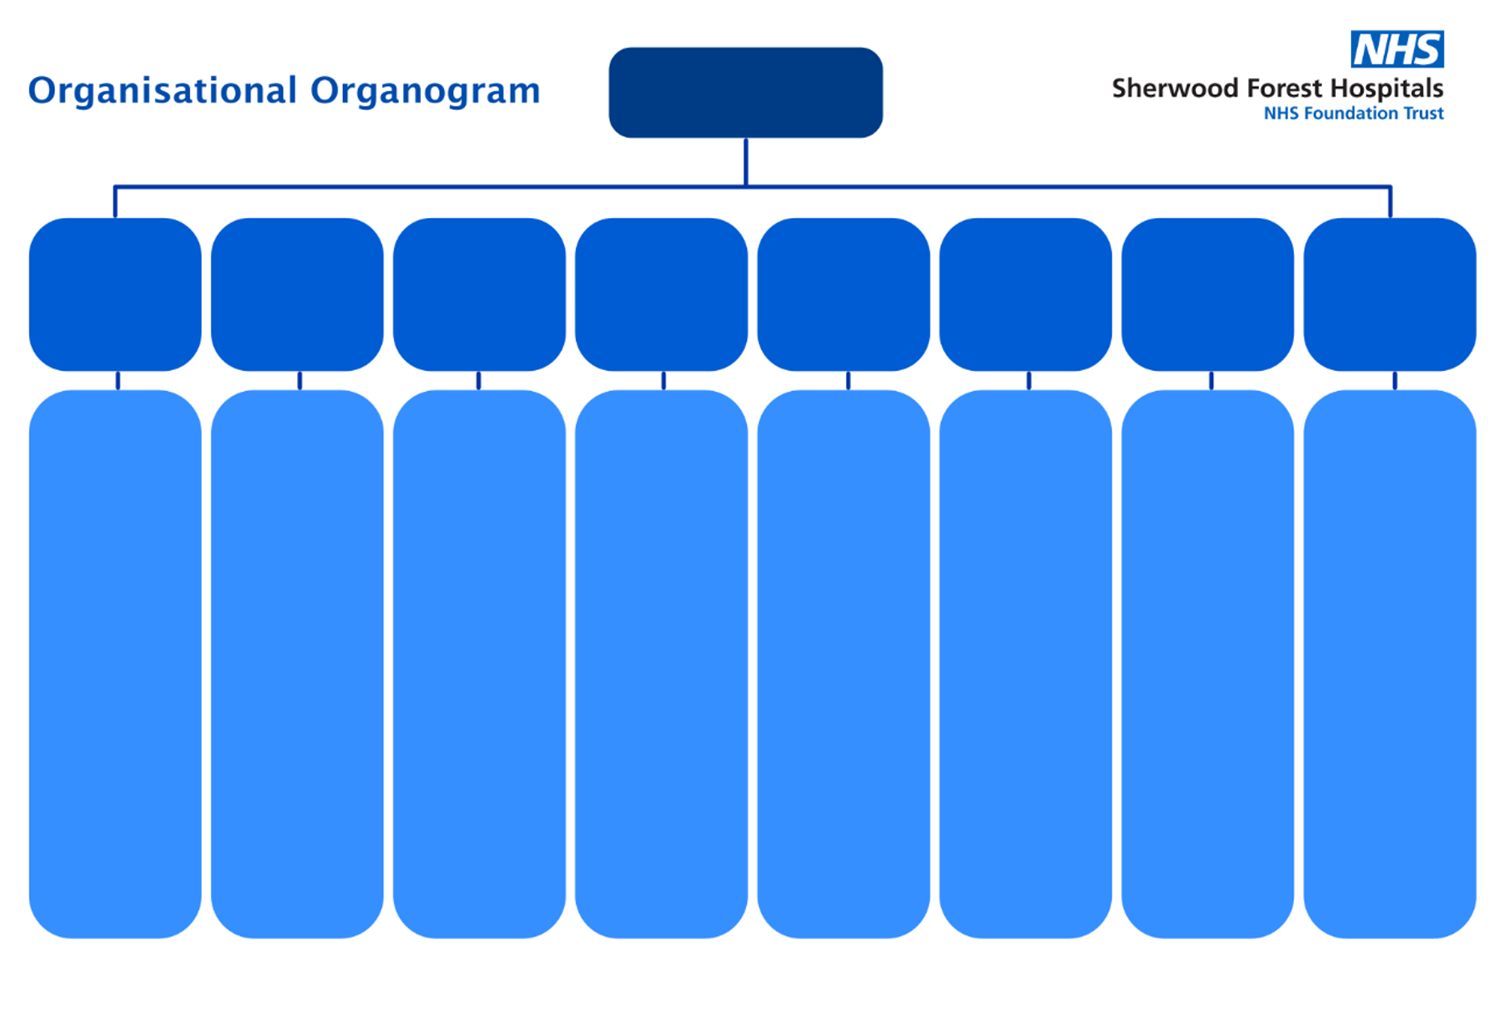 Organisational Organogram
NHS
Sherwood Forest Hospitals
NHS Foundation Trust